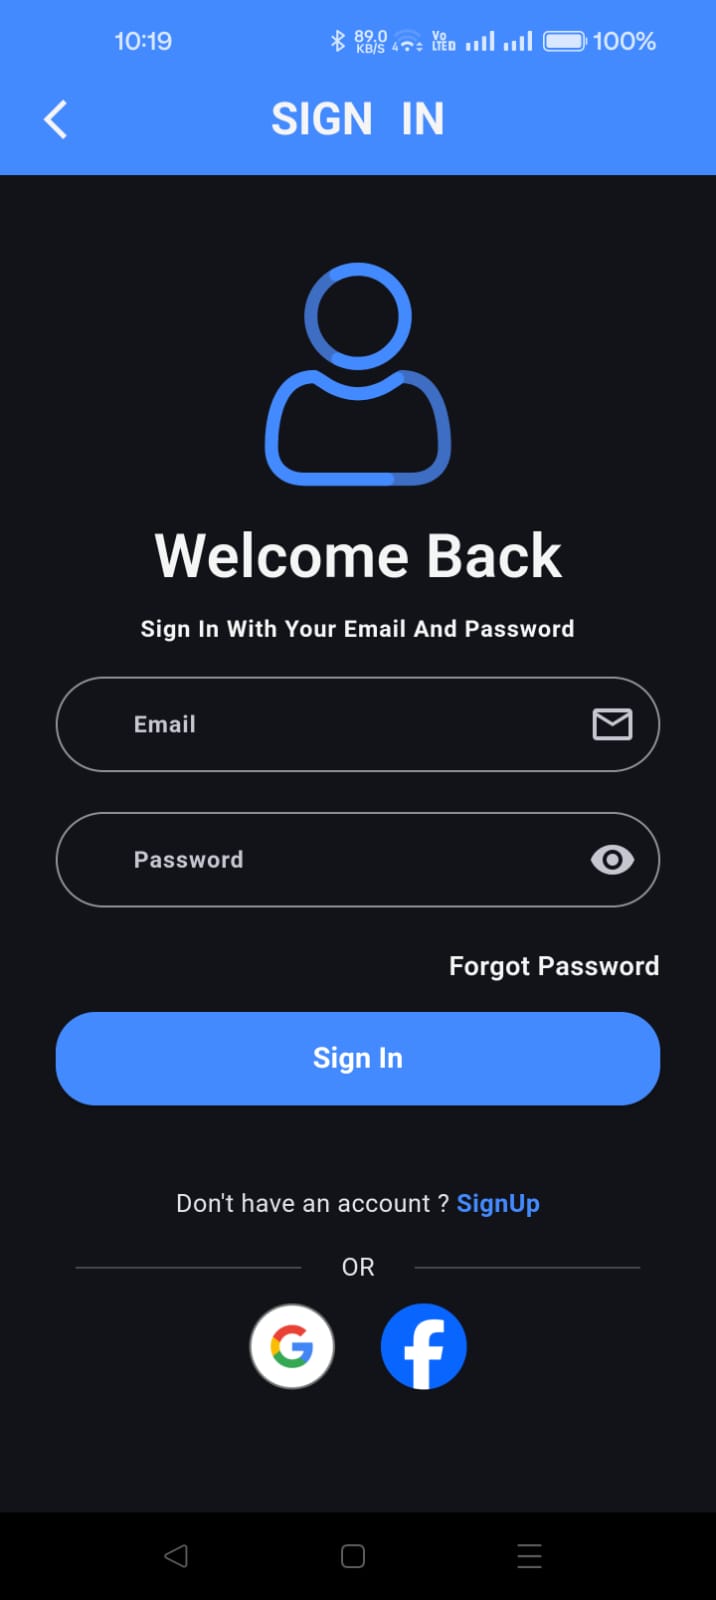 10:19 89.0 KB/S 4 Vo LTE 100%
SIGN IN
Welcome Back
Sign In With Your Email And Password
Email
Password
Forgot Password
Sign In
Don't have an account ? SignUp
OR